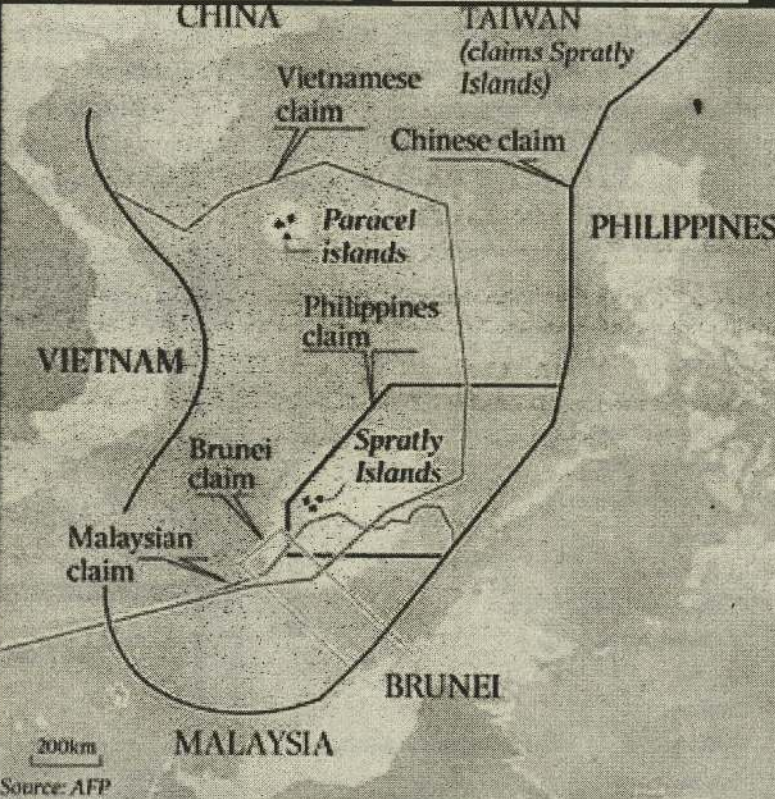 CHINA
TAIWAN
(claims Spratly
Islands)
Vietnamese
claim
Chinese claim
Paracel
islands
PHILIPPINES
Philippines
claim
VIETNAM
Spratly
Islands
Brunei
claim
Malaysian
claim
BRUNEI
MALAYSIA
200km
Source: AFP